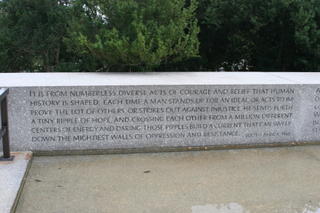 IT IS FROM NUMBERLESS DIVERSE ACTS OF COURAGE AND BELIEF THAT HUMAN
HISTORY IS SHAPED. EACH TIME A MAN STANDS UP FOR AN IDEAL, OR ACTS TO IM
PROVE THE LOT OF OTHERS, OR STRIKES OUT AGAINST INJUSTICE, HE SENDS FORTH
A TINY RIPPLE OF HOPE, AND CROSSING EACH OTHER FROM A MILLION DIFFERENT
CENTERS OF ENERGY AND DARING THOSE RIPPLES BUILD A CURRENT THAT CAN SWEEP
DOWN THE MIGHTIEST WALLS OF OPPRESSION AND RESISTANCE. SOUTH AFRICA, 1966